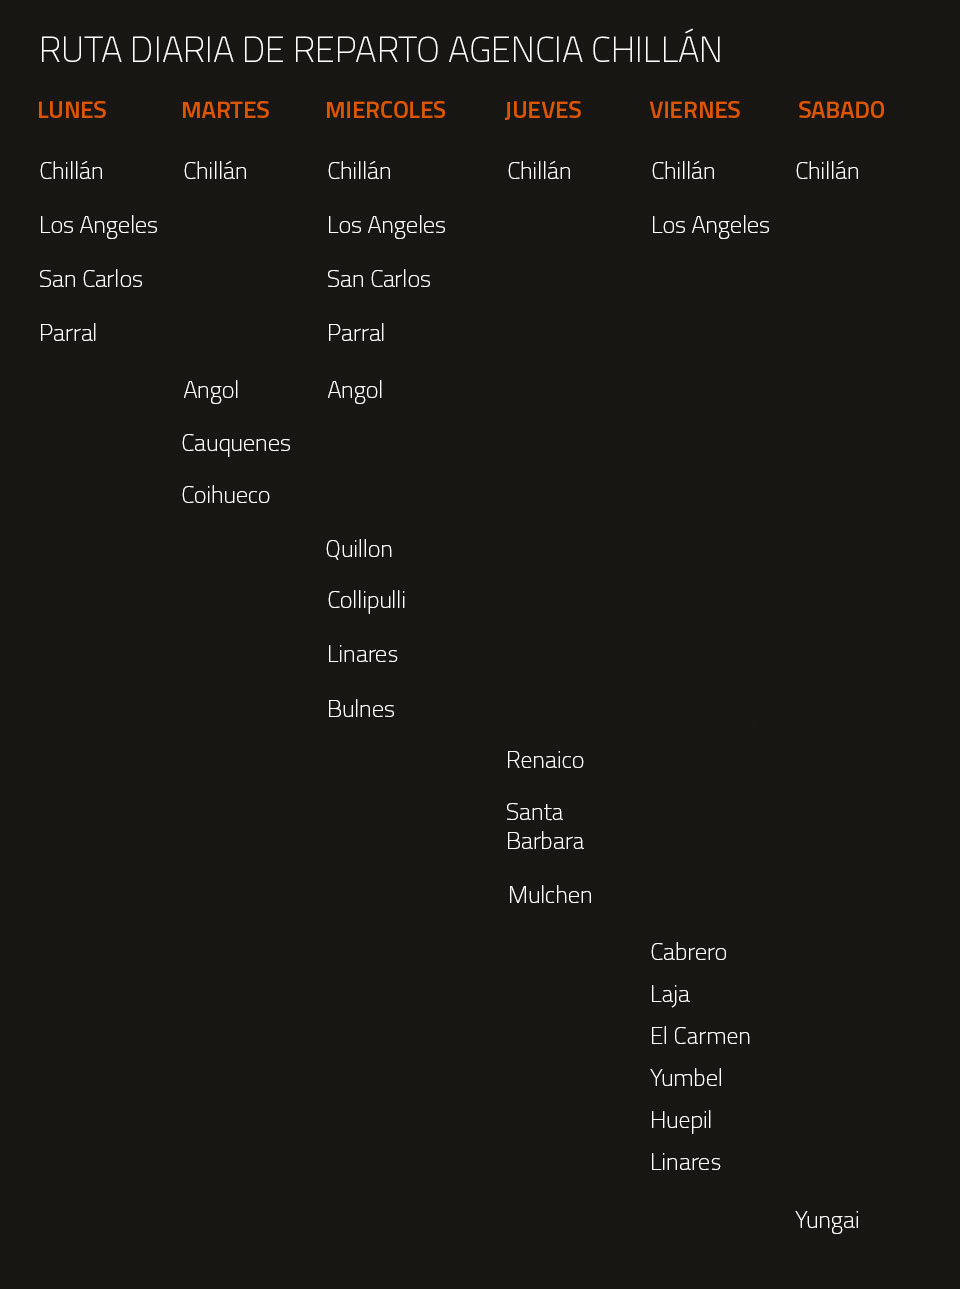 RUTA DIARIA DE REPARTO AGENCIA CHILLÁN
LUNES MARTES MIERCOLES JUEVES VIERNES SABADO
Chillán Chillán Chillán Chillán Chillán Chillán
Los Angeles Los Angeles Los Angeles
San Carlos San Carlos
Parral Parral
Angol Angol
Cauquenes
Coihueco
Quillon
Collipulli
Linares
Bulnes
Renaico
Santa
Barbara
Mulchen
Cabrero
Laja
El Carmen
Yumbel
Huepil
Linares
Yungai